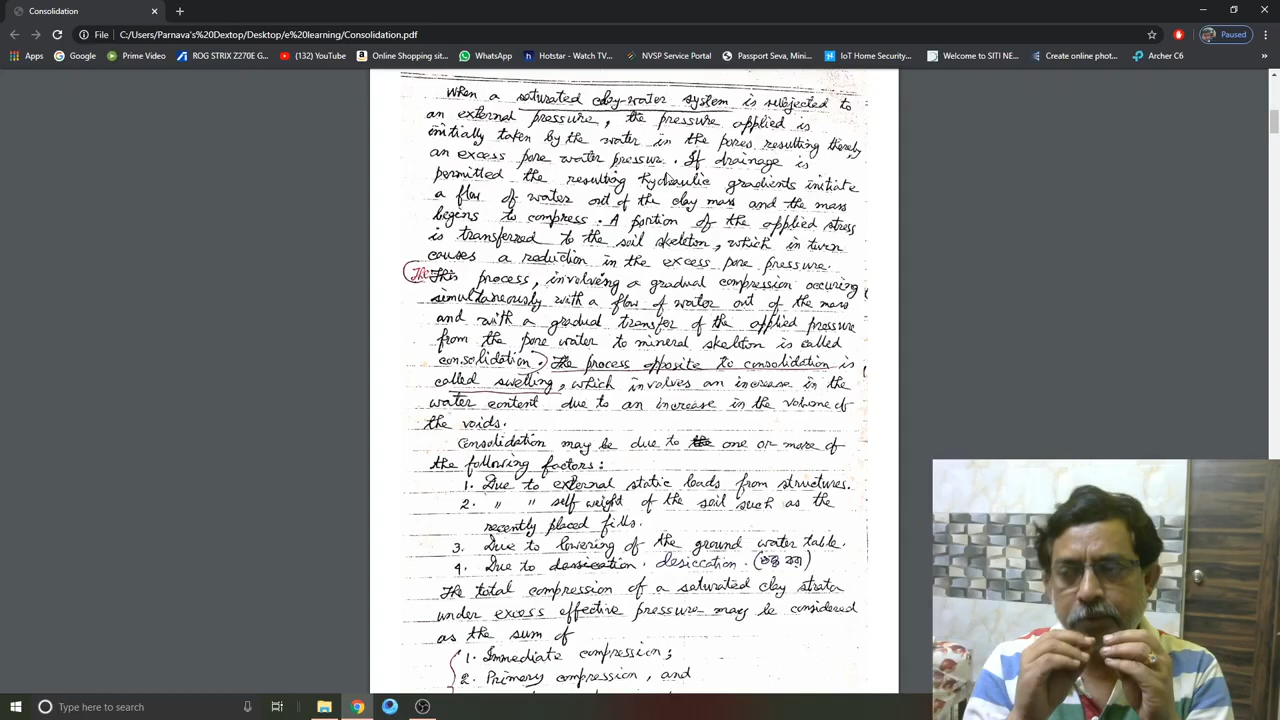 Consolidation
File C:/Users/Parnava's%20Dextop/Desktop/e%20learning/Consolidation.pdf
Paused
Apps Google Prime Video ROG STRIX Z270E G... (132) YouTube Online Shopping sit... WhatsApp Hotstar - Watch TV... NVSP Service Portal Passport Seva, Mini... IoT Home Security... Welcome to SITI NE... Create online photo... Archer C6
When a saturated clay-water system is subjected to
an external pressure, the pressure applied is
initially taken by the water in the pores resulting thereby
an excess pore water pressur. If drainage is
permitted the resulting hydraulic gradients initiate
a flow of water out of the clay mass and the mass
begins to compress. A portion of the applied stress
is transferred to the soil skeleton, which in turn
causes a reduction in the excess pore pressure.
The This process, involving a gradual compression occuring
simultaneously with a flow of water out of the mass
and with a gradual transfer of the applied pressure
from the pore water to mineral skeleton is called
consolidation. The process opposite to consolidation is
called swelling, which involves an increase in the
water content due to an increase in the volume of
the voids.
Consolidation may be due to one or more of
the following factors:
1. Due to external static loads from structures.
2. " " self weight of the soil such as the
recently placed fills.
3. Due to lowering of the ground water table.
4. Due to dessication. desiccation.
The total compression of a saturated clay strata
under excess effective pressure may be considered
as the sum of
1. Immediate compression;
2. Primary compression, and
Type here to search